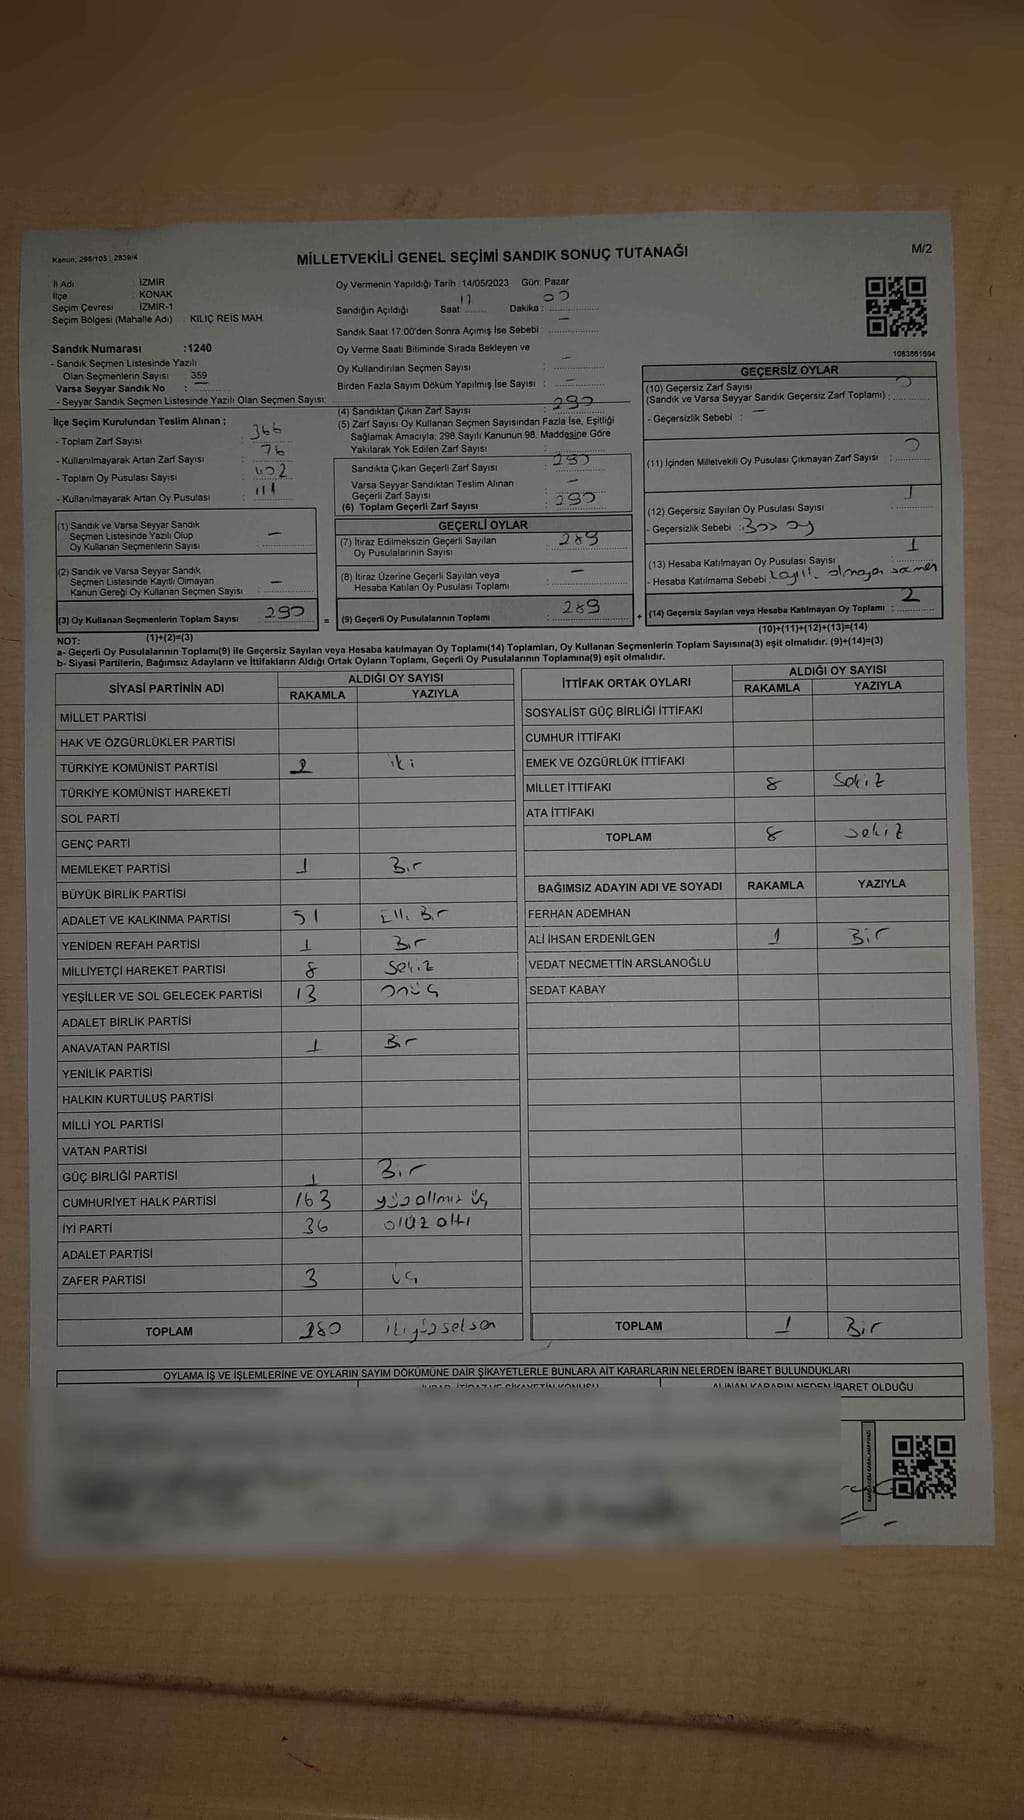 Kanun: 298/105 , 2839/4
MİLLETVEKİLİ GENEL SEÇİMİ SANDIK SONUÇ TUTANAĞI
M/2
İl Adı : İZMİR
İlçe : KONAK
Seçim Çevresi : İZMİR-1
Seçim Bölgesi (Mahalle Adı) : KILIÇ REİS MAH.
Sandık Numarası :1240
- Sandık Seçmen Listesinde Yazılı
Olan Seçmenlerin Sayısı : 359
Varsa Seyyar Sandık No : —
- Seyyar Sandık Seçmen Listesinde Yazılı Olan Seçmen Sayısı:
Oy Vermenin Yapıldığı Tarih : 14/05/2023 Gün: Pazar
Sandığın Açıldığı Saat : 17 Dakika : 00
Sandık Saat 17:00'den Sonra Açımış İse Sebebi : —
Oy Verme Saati Bitiminde Sırada Bekleyen ve
Oy Kullandırılan Seçmen Sayısı : —
Birden Fazla Sayım Döküm Yapılmış İse Sayısı : —
1083861694
İlçe Seçim Kurulundan Teslim Alınan ;
- Toplam Zarf Sayısı : 366
- Kullanılmayarak Artan Zarf Sayısı : 76
- Toplam Oy Pusulası Sayısı : 402
- Kullanılmayarak Artan Oy Pusulası : 111
(4) Sandıktan Çıkan Zarf Sayısı : 290
(5) Zarf Sayısı Oy Kullanan Seçmen Sayısından Fazla İse, Eşitliği
Sağlamak Amacıyla; 298 Sayılı Kanunun 98. Maddesine Göre
Yakılarak Yok Edilen Zarf Sayısı :
Sandıkta Çıkan Geçerli Zarf Sayısı : 290
Varsa Seyyar Sandıktan Teslim Alınan
Geçerli Zarf Sayısı : —
(6) Toplam Geçerli Zarf Sayısı : 290
GEÇERSİZ OYLAR
(10) Geçersiz Zarf Sayısı
(Sandık ve Varsa Seyyar Sandık Geçersiz Zarf Toplamı) : 0
- Geçersizlik Sebebi : —
(11) İçinden Milletvekili Oy Pusulası Çıkmayan Zarf Sayısı : 0
(12) Geçersiz Sayılan Oy Pusulası Sayısı : 1
- Geçersizlik Sebebi : Boş oy
(13) Hesaba Katılmayan Oy Pusulası Sayısı : 1
- Hesaba Katılmama Sebebi : olmayan
(14) Geçersiz Sayılan veya Hesaba Katılmayan Oy Toplamı : 2
(10)+(11)+(12)+(13)=(14)
(1) Sandık ve Varsa Seyyar Sandık
Seçmen Listesinde Yazılı Olup
Oy Kullanan Seçmenlerin Sayısı : —
(2) Sandık ve Varsa Seyyar Sandık
Seçmen Listesinde Kayıtlı Olmayan
Kanun Gereği Oy Kullanan Seçmen Sayısı : —
(3) Oy Kullanan Seçmenlerin Toplam Sayısı : 290 =
(1)+(2)=(3)
GEÇERLİ OYLAR
(7) İtiraz Edilmeksizin Geçerli Sayılan
Oy Pusulalarının Sayısı : 289
(8) İtiraz Üzerine Geçerli Sayılan veya
Hesaba Katılan Oy Pusulası Toplamı : —
(9) Geçerli Oy Pusulalarının Toplamı : 289 +
NOT:
a- Geçerli Oy Pusulalarının Toplamı(9) ile Geçersiz Sayılan veya Hesaba katılmayan Oy Toplamı(14) Toplamları, Oy Kullanan Seçmenlerin Toplam Sayısına(3) eşit olmalıdır. (9)+(14)=(3)
b- Siyasi Partilerin, Bağımsız Adayların ve İttifakların Aldığı Ortak Oyların Toplamı, Geçerli Oy Pusulalarının Toplamına(9) eşit olmalıdır.
SİYASİ PARTİNİN ADI ALDIĞI OY SAYISI
RAKAMLA YAZIYLA
MİLLET PARTİSİ
HAK VE ÖZGÜRLÜKLER PARTİSİ
TÜRKİYE KOMÜNİST PARTİSİ 2 iki
TÜRKİYE KOMÜNİST HAREKETİ
SOL PARTİ
GENÇ PARTİ
MEMLEKET PARTİSİ 1 Bir
BÜYÜK BİRLİK PARTİSİ
ADALET VE KALKINMA PARTİSİ 51 Elli Bir
YENİDEN REFAH PARTİSİ 1 Bir
MİLLİYETÇİ HAREKET PARTİSİ 8 Sekiz
YEŞİLLER VE SOL GELECEK PARTİSİ 13 onüç
ADALET BİRLİK PARTİSİ
ANAVATAN PARTİSİ 1 Bir
YENİLİK PARTİSİ
HALKIN KURTULUŞ PARTİSİ
MİLLİ YOL PARTİSİ
VATAN PARTİSİ
GÜÇ BİRLİĞİ PARTİSİ 1 Bir
CUMHURİYET HALK PARTİSİ 163 yüz altmış üç
İYİ PARTİ 36 otuz altı
ADALET PARTİSİ
ZAFER PARTİSİ 3 üç
TOPLAM 280 ikiyüz seksen
İTTİFAK ORTAK OYLARI ALDIĞI OY SAYISI
RAKAMLA YAZIYLA
SOSYALİST GÜÇ BİRLİĞİ İTTİFAKI
CUMHUR İTTİFAKI
EMEK VE ÖZGÜRLÜK İTTİFAKI
MİLLET İTTİFAKI 8 Sekiz
ATA İTTİFAKI
TOPLAM 8 sekiz
BAĞIMSIZ ADAYIN ADI VE SOYADI RAKAMLA YAZIYLA
FERHAN ADEMHAN
ALİ İHSAN ERDENİLGEN 1 Bir
VEDAT NECMETTİN ARSLANOĞLU
SEDAT KABAY
TOPLAM 1 Bir
OYLAMA İŞ VE İŞLEMLERİNE VE OYLARIN SAYIM DÖKÜMÜNE DAİR ŞİKAYETLERLE BUNLARA AİT KARARLARIN NELERDEN İBARET BULUNDUKLARI
ALINAN KARARIN NEDEN İBARET OLDUĞU